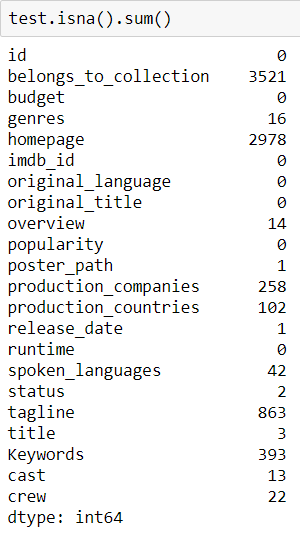 test.isna().sum()
id 0
belongs_to_collection 3521
budget 0
genres 16
homepage 2978
imdb_id 0
original_language 0
original_title 0
overview 14
popularity 0
poster_path 1
production_companies 258
production_countries 102
release_date 1
runtime 0
spoken_languages 42
status 2
tagline 863
title 3
Keywords 393
cast 13
crew 22
dtype: int64